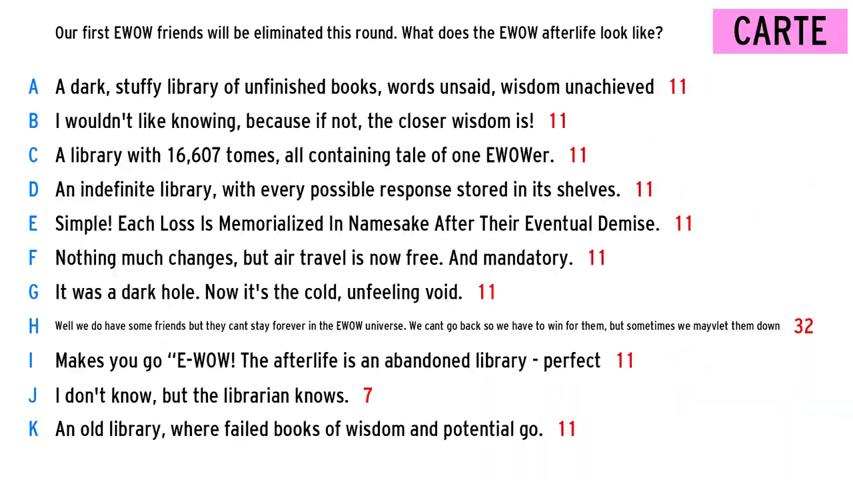 Our first EWOW friends will be eliminated this round. What does the EWOW afterlife look like?
CARTE
A A dark, stuffy library of unfinished books, words unsaid, wisdom unachieved 11
B I wouldn't like knowing, because if not, the closer wisdom is! 11
C A library with 16,607 tomes, all containing tale of one EWOWer. 11
D An indefinite library, with every possible response stored in its shelves. 11
E Simple! Each Loss Is Memorialized In Namesake After Their Eventual Demise. 11
F Nothing much changes, but air travel is now free. And mandatory. 11
G It was a dark hole. Now it's the cold, unfeeling void. 11
H Well we do have some friends but they cant stay forever in the EWOW universe. We cant go back so we have to win for them, but sometimes we mayvlet them down 32
I Makes you go “E-WOW! The afterlife is an abandoned library - perfect 11
J I don't know, but the librarian knows. 7
K An old library, where failed books of wisdom and potential go. 11